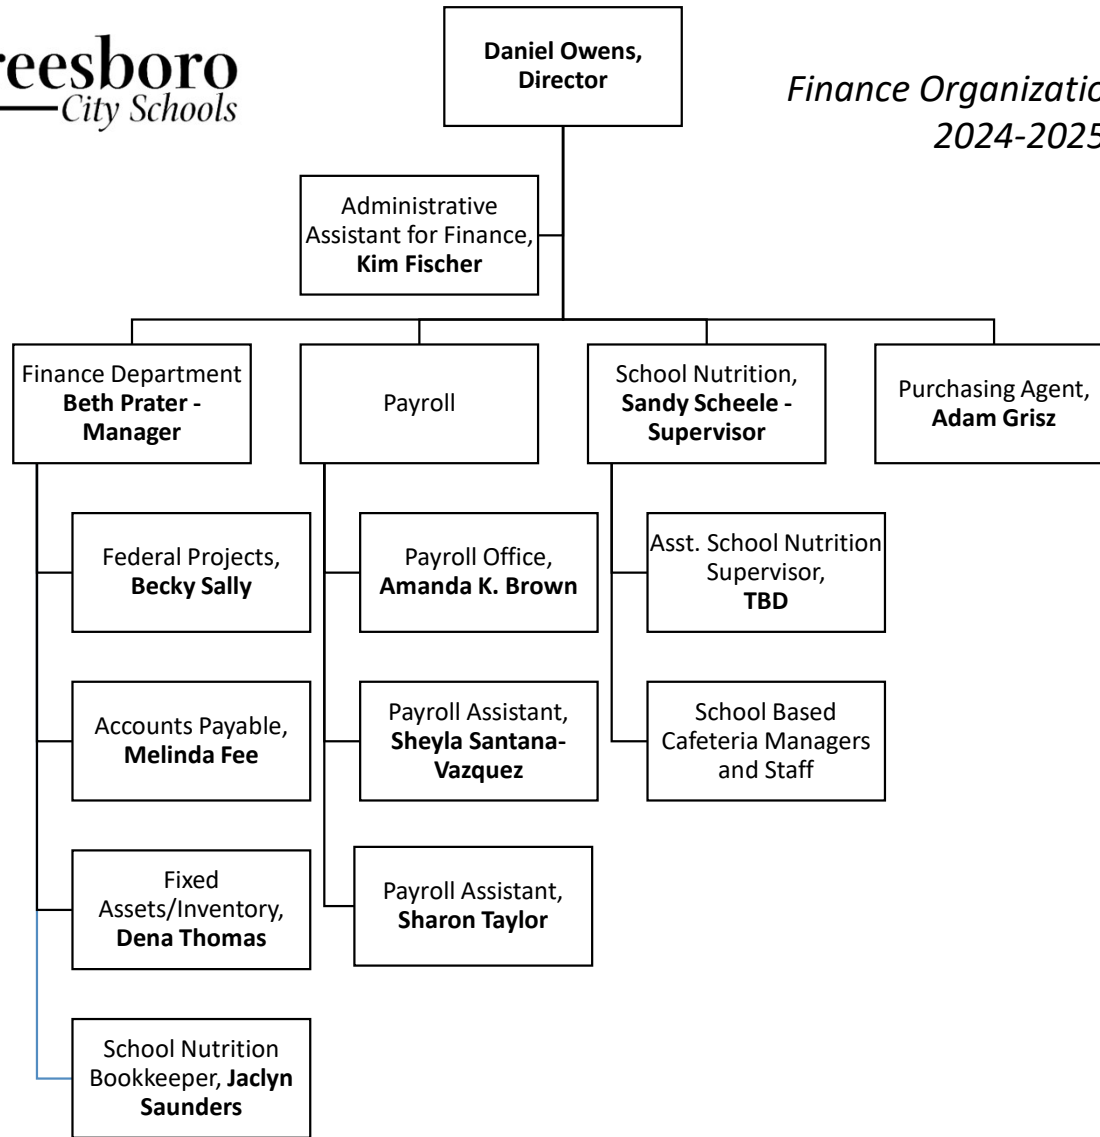 reesboro
City Schools
Finance Organizatio
2024-2025
Daniel Owens,
Director
Administrative
Assistant for Finance,
Kim Fischer
Finance Department
Beth Prater -
Manager
Payroll
School Nutrition,
Sandy Scheele -
Supervisor
Purchasing Agent,
Adam Grisz
Federal Projects,
Becky Sally
Payroll Office,
Amanda K. Brown
Asst. School Nutrition
Supervisor,
TBD
Accounts Payable,
Melinda Fee
Payroll Assistant,
Sheyla Santana-
Vazquez
School Based
Cafeteria Managers
and Staff
Fixed
Assets/Inventory,
Dena Thomas
Payroll Assistant,
Sharon Taylor
School Nutrition
Bookkeeper, Jaclyn
Saunders